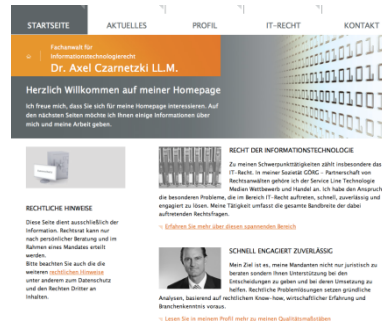 STARTSEITE AKTUELLES PROFIL IT-RECHT KONTAKT
Fachanwalt für
Informationstechnologierecht
Dr. Axel Czarnetzki LL.M.
Herzlich Willkommen auf meiner Homepage
Ich freue mich, dass Sie sich für meine Homepage interessieren. Auf
den nächsten Seiten möchte ich Ihnen einige Informationen über
mich und meine Arbeit geben.
RECHTLICHE HINWEISE
Diese Seite dient ausschließlich der
Information. Rechtsrat kann nur
nach persönlicher Beratung und im
Rahmen eines Mandates erteilt
werden.
Bitte beachten Sie auch die die
weiteren rechtlichen Hinweise
unter anderem zum Datenschutz
und den Rechten Dritter an
Inhalten.
RECHT DER INFORMATIONSTECHNOLOGIE
Zu meinen Schwerpunkttätigkeiten zählt insbesondere das
IT-Recht. In meiner Sozietät GÖRG - Partnerschaft von
Rechtsanwälten gehöre ich der Service Line Technologie
Medien Wettbewerb und Handel an. Ich habe den Anspruch
die besonderen Probleme, die im Bereich IT-Recht auftreten, schnell, zuverlässig und
engagiert zu lösen. Meine Tätigkeit umfasst die gesamte Bandbreite der dabei
auftretenden Rechtsfragen.
Erfahren Sie mehr über diesen spannenden Bereich
SCHNELL ENGAGIERT ZUVERLÄSSIG
Mein Ziel ist es, meine Mandanten nicht nur juristisch zu
beraten sondern Ihnen Unterstützung bei den
Entscheidungen zu geben und bei deren Umsetzung zu
helfen. Rechtliche Problemlösungen setzen gründliche
Analysen, basierend auf rechtlichem Know-how, wirtschaftlicher Erfahrung und
Branchenkenntnis voraus.
Lesen Sie in meinem Profil mehr zu meinen Qualitätsmaßstäben